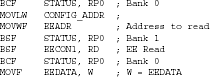 BCF STATUS, RP0 ; Bank 0
MOVLW CONFIG_ADDR ;
MOVWF EEADR ; Address to read
BSF STATUS, RP0 ; Bank 1
BSF EECON1, RD ; EE Read
BCF STATUS, RP0 ; Bank 0
MOVF EEDATA, W ; W = EEDATA